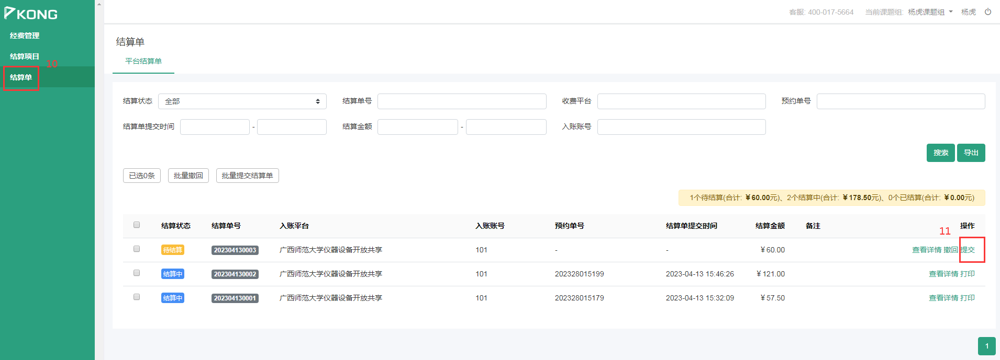 PKONG
客服: 400-017-5664 当前课题组: 杨虎课题组 杨虎
经费管理
结算项目
10
结算单
结算单
平台结算单
结算状态 全部 结算单号 收费平台 预约单号
结算单提交时间 - 结算金额 - 入账账号
搜索 导出
已选0条 批量撤回 批量提交结算单
1个待结算(合计: ¥60.00元)、2个结算中(合计: ¥178.50元)、0个已结算(合计: ¥0.00元)
结算状态 结算单号 入账平台 入账账号 预约单号 结算单提交时间 结算金额 备注 操作
11
待结算 202304130003 广西师范大学仪器设备开放共享 101 - - ¥60.00 查看详情 撤回 提交
结算中 202304130002 广西师范大学仪器设备开放共享 101 202328015199 2023-04-13 15:46:26 ¥121.00 查看详情 打印
结算中 202304130001 广西师范大学仪器设备开放共享 101 202328015179 2023-04-13 15:32:09 ¥57.50 查看详情 打印
1